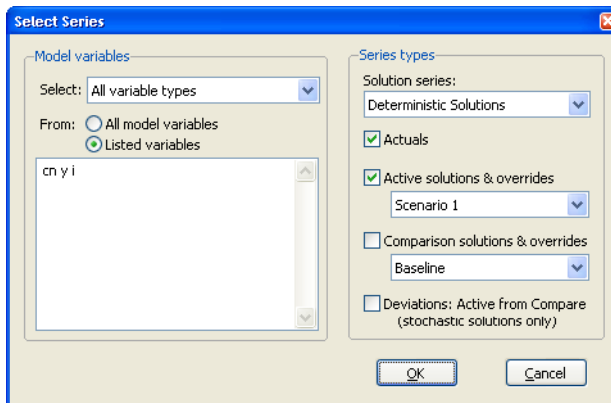 Select Series
Model variables
Select: All variable types
From: All model variables
Listed variables
cn y i
Series types
Solution series:
Deterministic Solutions
Actuals
Active solutions & overrides
Scenario 1
Comparison solutions & overrides
Baseline
Deviations: Active from Compare
(stochastic solutions only)
OK
Cancel